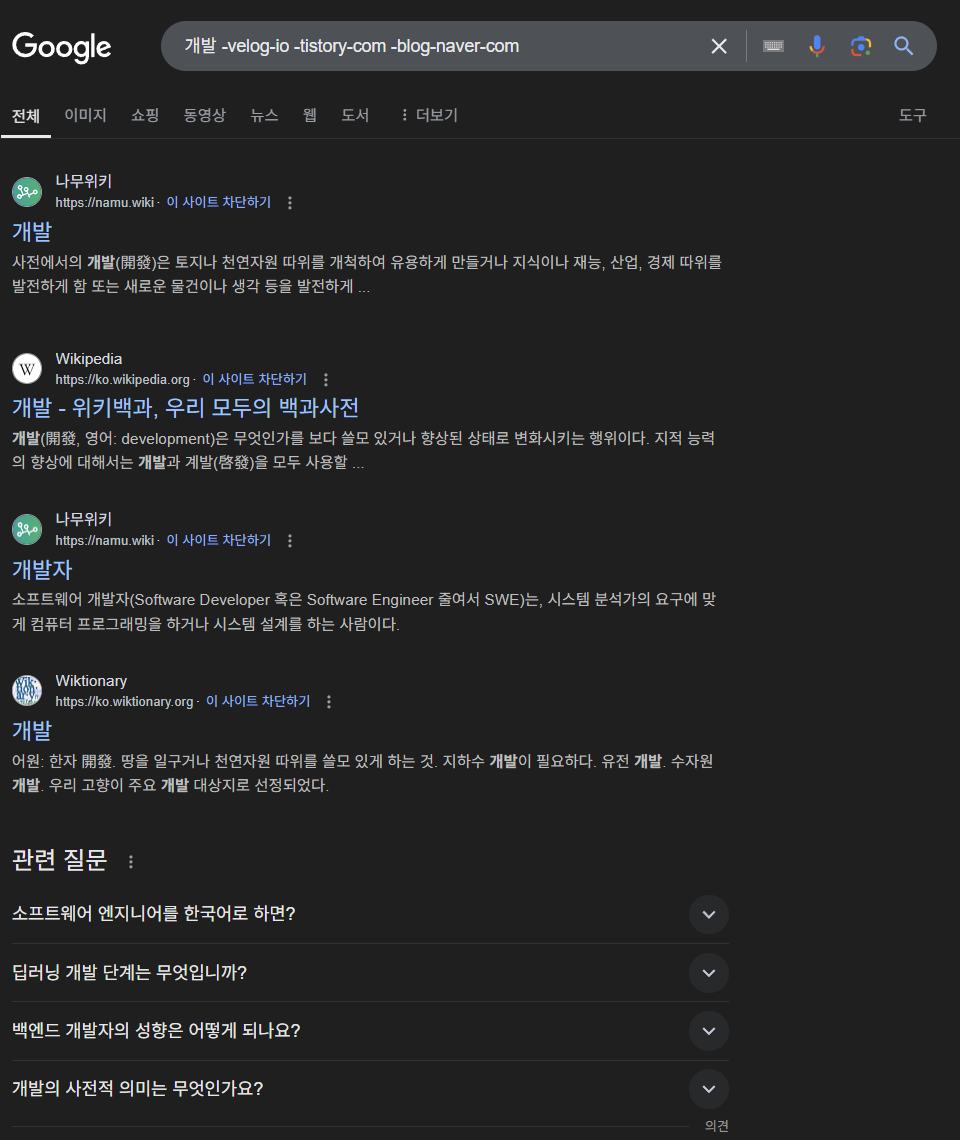 Google
개발 -velog-io -tistory-com -blog-naver-com
전체 이미지 쇼핑 동영상 뉴스 웹 도서 더보기 도구
나무위키
https://namu.wiki · 이 사이트 차단하기
개발
사전에서의 개발(開發)은 토지나 천연자원 따위를 개척하여 유용하게 만들거나 지식이나 재능, 산업, 경제 따위를
발전하게 함 또는 새로운 물건이나 생각 등을 발전하게 ...
W
Wikipedia
https://ko.wikipedia.org · 이 사이트 차단하기
개발 - 위키백과, 우리 모두의 백과사전
개발(開發, 영어: development)은 무엇인가를 보다 쓸모 있거나 향상된 상태로 변화시키는 행위이다. 지적 능력
의 향상에 대해서는 개발과 계발(啓發)을 모두 사용할 ...
나무위키
https://namu.wiki · 이 사이트 차단하기
개발자
소프트웨어 개발자(Software Developer 혹은 Software Engineer 줄여서 SWE)는, 시스템 분석가의 요구에 맞
게 컴퓨터 프로그래밍을 하거나 시스템 설계를 하는 사람이다.
Wiktionary
https://ko.wiktionary.org · 이 사이트 차단하기
개발
어원: 한자 開發. 땅을 일구거나 천연자원 따위를 쓸모 있게 하는 것. 지하수 개발이 필요하다. 유전 개발. 수자원
개발. 우리 고향이 주요 개발 대상지로 선정되었다.
관련 질문
소프트웨어 엔지니어를 한국어로 하면?
딥러닝 개발 단계는 무엇입니까?
백엔드 개발자의 성향은 어떻게 되나요?
개발의 사전적 의미는 무엇인가요?
의견